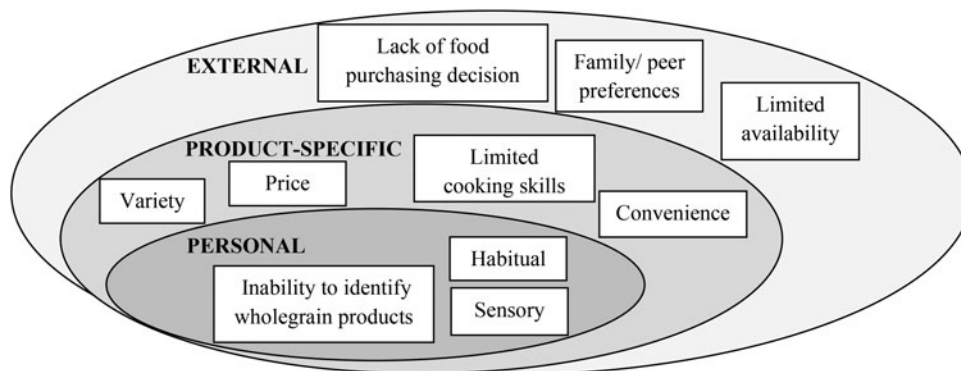 EXTERNAL
Lack of food
purchasing decision
Family/ peer
preferences
Limited
availability
PRODUCT-SPECIFIC
Variety
Price
Limited
cooking skills
Convenience
PERSONAL
Inability to identify
wholegrain products
Habitual
Sensory